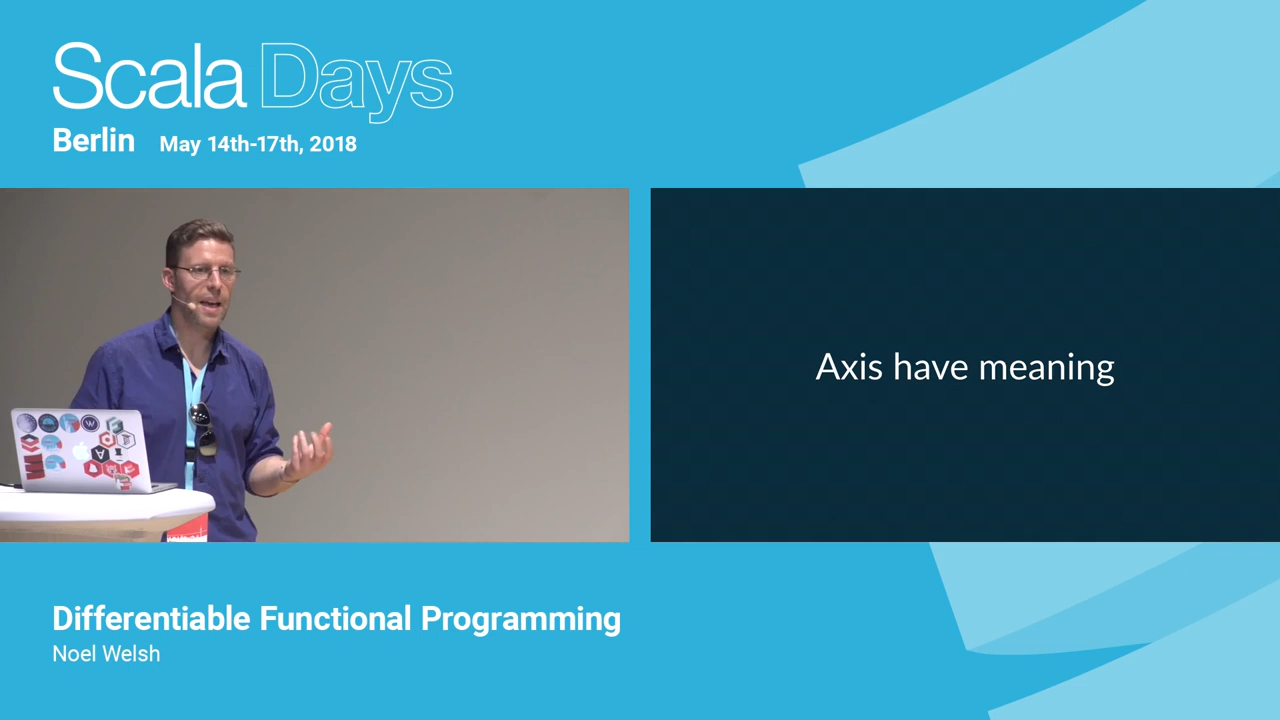 Scala Days
Berlin May 14th-17th, 2018
W
A
Axis have meaning
Differentiable Functional Programming
Noel Welsh